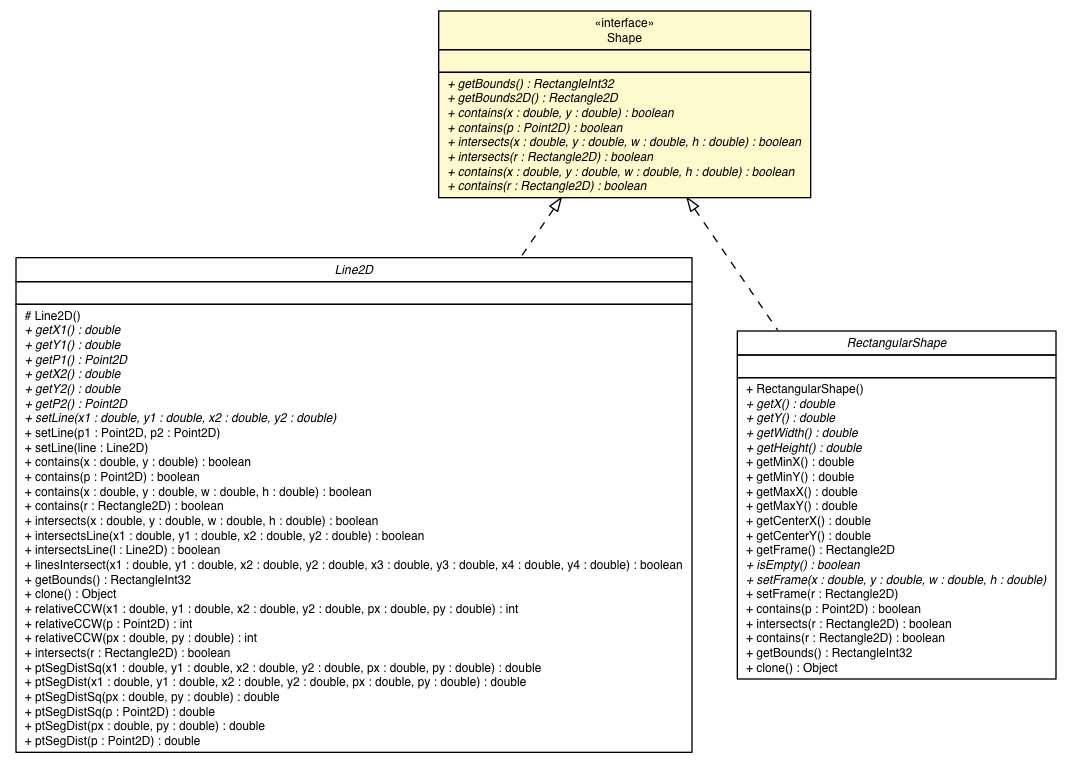 «interface»
Shape
+ getBounds() : RectangleInt32
+ getBounds2D() : Rectangle2D
+ contains(x : double, y : double) : boolean
+ contains(p : Point2D) : boolean
+ intersects(x : double, y : double, w : double, h : double) : boolean
+ intersects(r : Rectangle2D) : boolean
+ contains(x : double, y : double, w : double, h : double) : boolean
+ contains(r : Rectangle2D) : boolean
Line2D
# Line2D()
+ getX1() : double
+ getY1() : double
+ getP1() : Point2D
+ getX2() : double
+ getY2() : double
+ getP2() : Point2D
+ setLine(x1 : double, y1 : double, x2 : double, y2 : double)
+ setLine(p1 : Point2D, p2 : Point2D)
+ setLine(line : Line2D)
+ contains(x : double, y : double) : boolean
+ contains(p : Point2D) : boolean
+ contains(x : double, y : double, w : double, h : double) : boolean
+ contains(r : Rectangle2D) : boolean
+ intersects(x : double, y : double, w : double, h : double) : boolean
+ intersectsLine(x1 : double, y1 : double, x2 : double, y2 : double) : boolean
+ intersectsLine(l : Line2D) : boolean
+ linesIntersect(x1 : double, y1 : double, x2 : double, y2 : double, x3 : double, y3 : double, x4 : double, y4 : double) : boolean
+ getBounds() : RectangleInt32
+ clone() : Object
+ relativeCCW(x1 : double, y1 : double, x2 : double, y2 : double, px : double, py : double) : int
+ relativeCCW(p : Point2D) : int
+ relativeCCW(px : double, py : double) : int
+ intersects(r : Rectangle2D) : boolean
+ ptSegDistSq(x1 : double, y1 : double, x2 : double, y2 : double, px : double, py : double) : double
+ ptSegDist(x1 : double, y1 : double, x2 : double, y2 : double, px : double, py : double) : double
+ ptSegDistSq(px : double, py : double) : double
+ ptSegDistSq(p : Point2D) : double
+ ptSegDist(px : double, py : double) : double
+ ptSegDist(p : Point2D) : double
RectangularShape
+ RectangularShape()
+ getX() : double
+ getY() : double
+ getWidth() : double
+ getHeight() : double
+ getMinX() : double
+ getMinY() : double
+ getMaxX() : double
+ getMaxY() : double
+ getCenterX() : double
+ getCenterY() : double
+ getFrame() : Rectangle2D
+ isEmpty() : boolean
+ setFrame(x : double, y : double, w : double, h : double)
+ setFrame(r : Rectangle2D)
+ contains(p : Point2D) : boolean
+ intersects(r : Rectangle2D) : boolean
+ contains(r : Rectangle2D) : boolean
+ getBounds() : RectangleInt32
+ clone() : Object